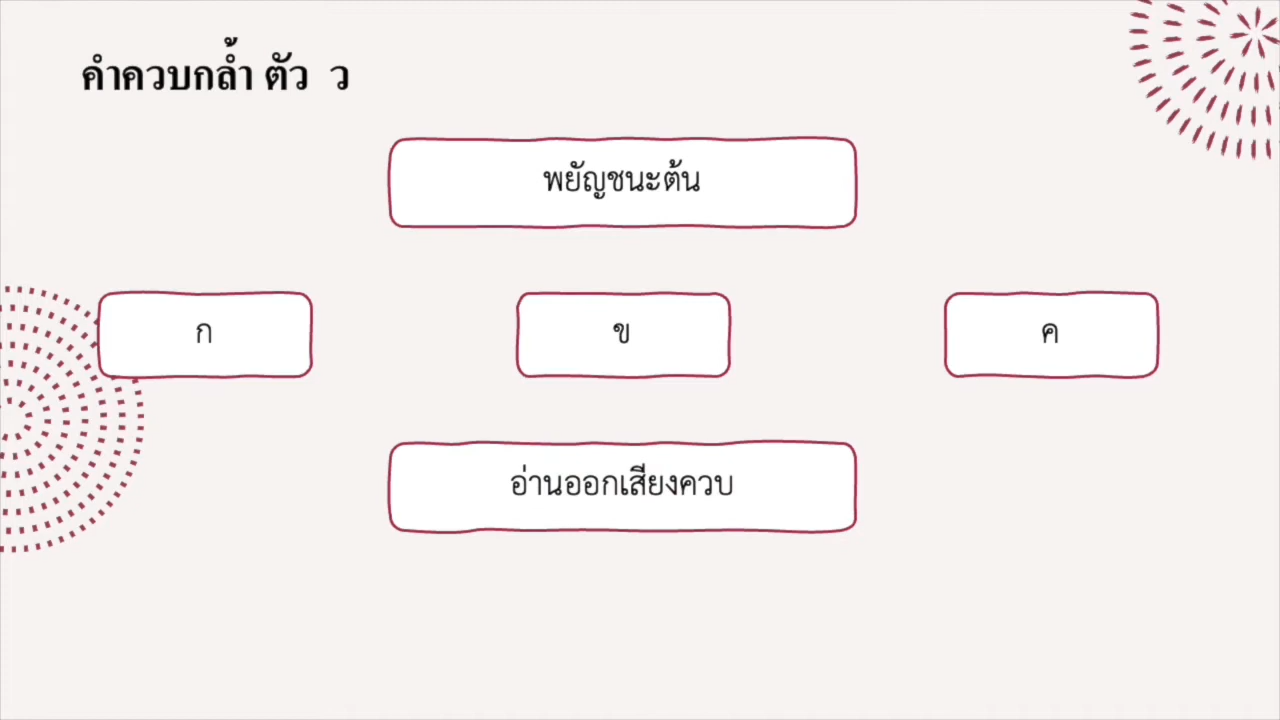 คำควบกล้ำ ตัว ว
พยัญชนะต้น
ก
ข
ค
อ่านออกเสียงควบ